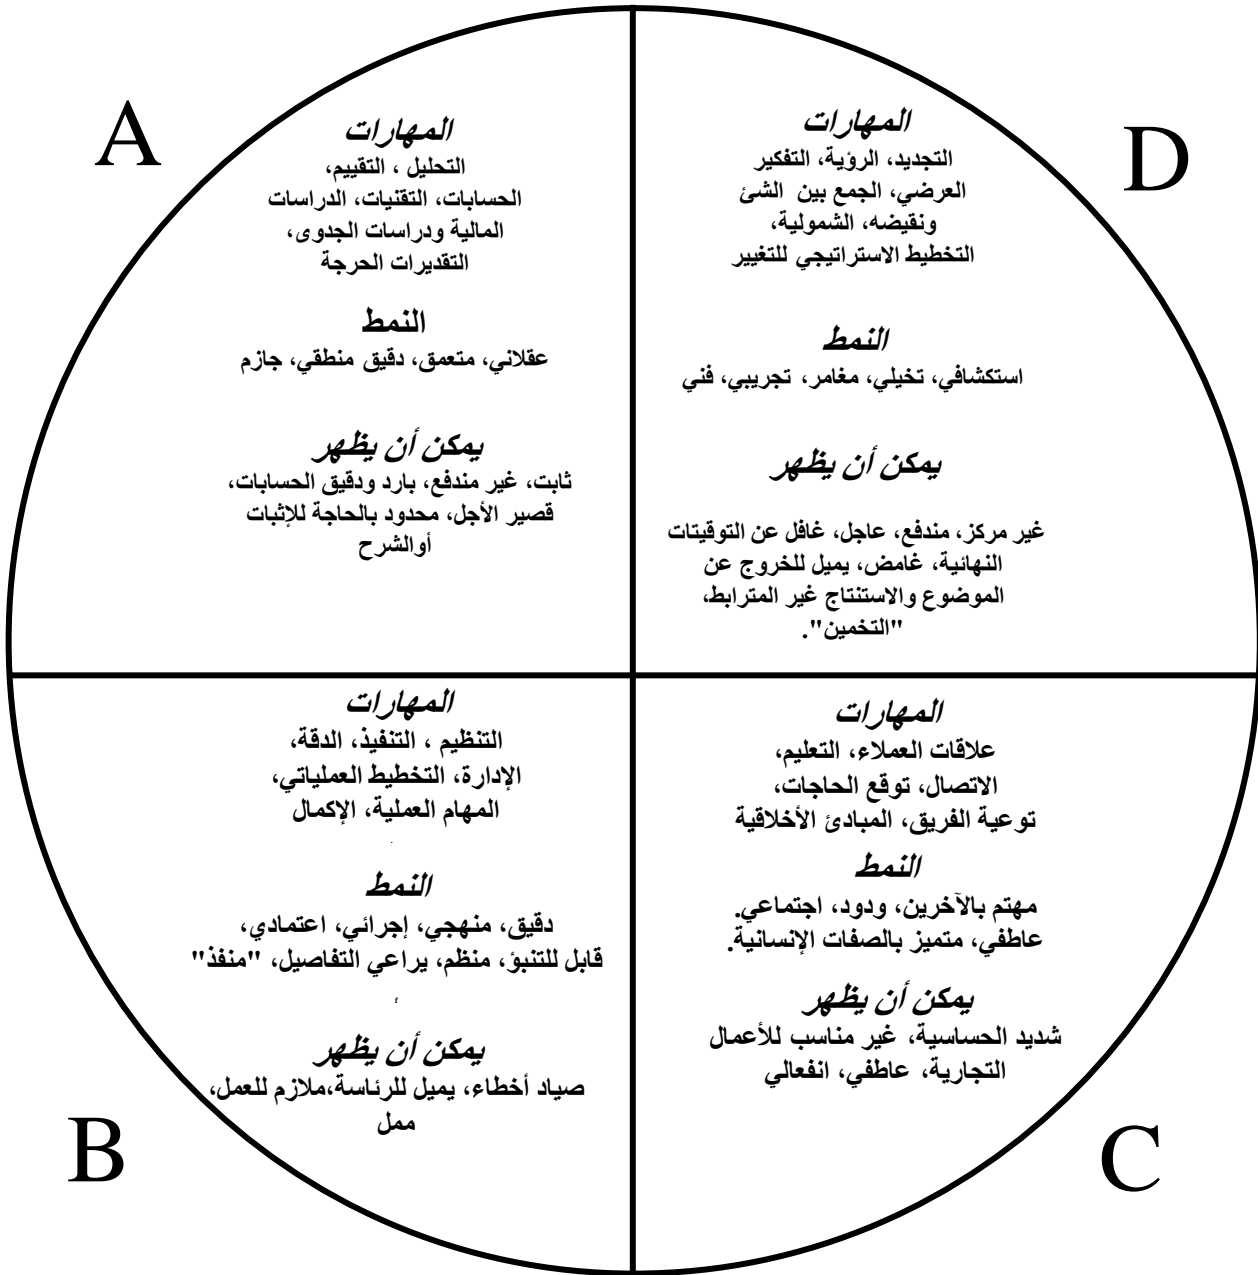 A
المهارات
التحليل ، التقييم،
الحسابات، التقنيات، الدراسات
المالية ودراسات الجدوى،
التقديرات الحرجة
النمط
عقلاني، متعمق، دقيق منطقي، جازم
يمكن أن يظهر
ثابت، غير مندفع، بارد ودقيق الحسابات،
قصير الأجل، محدود بالحاجة للإثبات
أوالشرح
D
المهارات
التجديد، الرؤية، التفكير
العرضي، الجمع بين الشئ
ونقيضه، الشمولية،
التخطيط الاستراتيجي للتغيير
النمط
استكشافي، تخيلي، مغامر، تجريبي، فني
يمكن أن يظهر
غير مركز، مندفع، عاجل، غافل عن التوقيتات
النهائية، غامض، يميل للخروج عن
الموضوع والاستنتاج غير المترابط،
"التخمين".
B
المهارات
التنظيم ، التنفيذ، الدقة،
الإدارة، التخطيط العملياتي،
المهام العملية، الإكمال
النمط
دقيق، منهجي، إجرائي، اعتمادي،
قابل للتنبؤ، منظم، يراعي التفاصيل، "منفذ"
يمكن أن يظهر
صياد أخطاء، يميل للرئاسة،ملازم للعمل،
ممل
C
المهارات
علاقات العملاء، التعليم،
الاتصال، توقع الحاجات،
توعية الفريق، المبادئ الأخلاقية
النمط
مهتم بالآخرين، ودود، اجتماعي.
عاطفي، متميز بالصفات الإنسانية.
يمكن أن يظهر
شديد الحساسية، غير مناسب للأعمال
التجارية، عاطفي، انفعالي